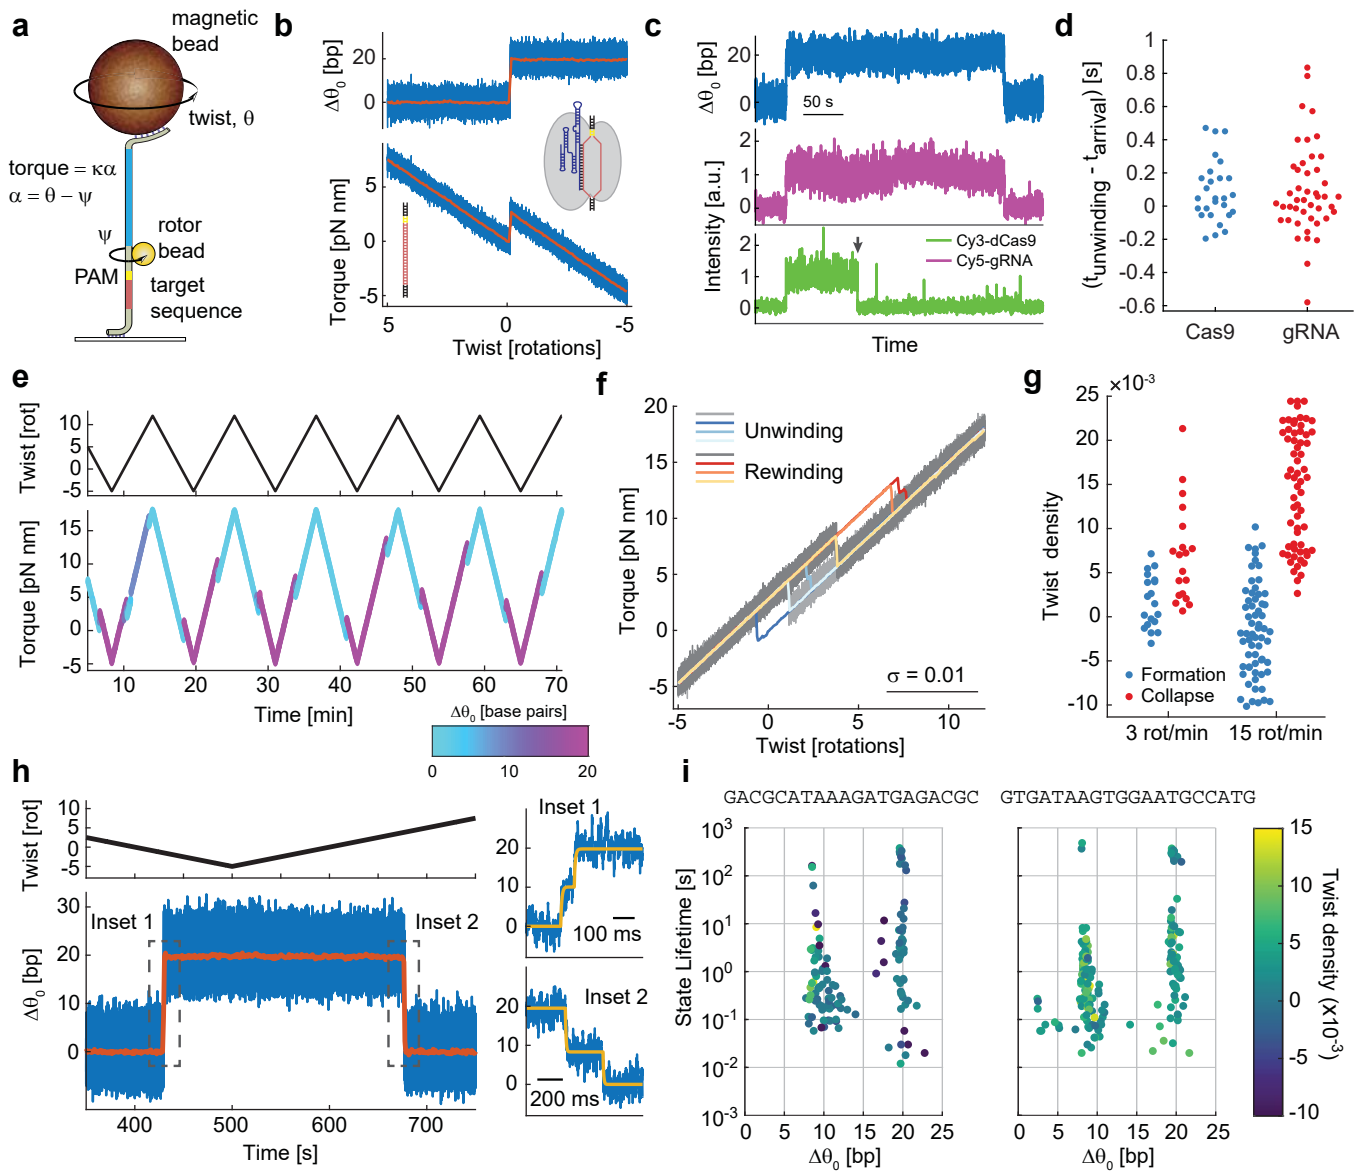 a
magnetic
bead
twist, θ
torque = κα
α = θ − ψ
ψ
rotor
bead
PAM
target
sequence
b
Δθ0 [bp]
20
0
Torque [pN nm]
5
0
-5
5
0
-5
Twist [rotations]
c
Δθ0 [bp]
20
0
50 s
Intensity [a.u.]
2
1
0
2
1
0
Cy3-dCas9
Cy5-gRNA
Time
d
(tunwinding - tarrival) [s]
1
0.8
0.6
0.4
0.2
0
-0.2
-0.4
-0.6
Cas9
gRNA
e
Twist [rot]
10
5
0
-5
Torque [pN nm]
15
10
5
0
-5
10
20
30
40
50
60
70
Time [min]
Δθ0 [base pairs]
0
10
20
f
Torque [pN nm]
20
15
10
5
0
-5
Unwinding
Rewinding
σ = 0.01
-5
0
5
10
Twist [rotations]
g
×10-3
Twist density
25
20
15
10
5
0
-5
-10
Formation
Collapse
3 rot/min
15 rot/min
h
Twist [rot]
10
5
0
-5
Δθ0 [bp]
30
20
10
0
Inset 1
Inset 2
400
500
600
700
Time [s]
Inset 1
20
10
0
100 ms
Inset 2
20
10
0
200 ms
i
GACGCATAAAGATGAGACGC
GTGATAAGTGGAATGCCATG
State Lifetime [s]
103
102
101
100
10-1
10-2
10-3
0
5
10
15
20
25
Δθ0 [bp]
0
5
10
15
20
25
Δθ0 [bp]
15
10
5
0
-5
-10
Twist density (x10-3)